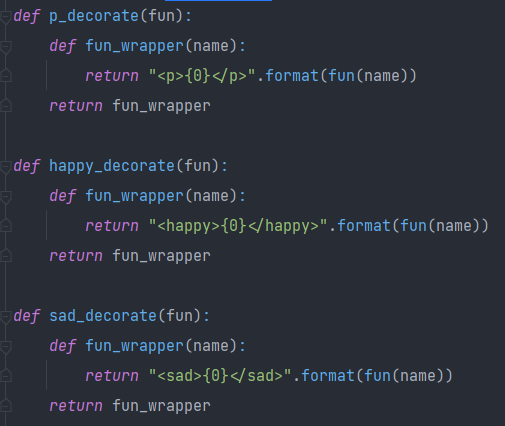 def p_decorate(fun):
    def fun_wrapper(name):
        return "<p>{0}</p>".format(fun(name))
    return fun_wrapper

def happy_decorate(fun):
    def fun_wrapper(name):
        return "<happy>{0}</happy>".format(fun(name))
    return fun_wrapper

def sad_decorate(fun):
    def fun_wrapper(name):
        return "<sad>{0}</sad>".format(fun(name))
    return fun_wrapper